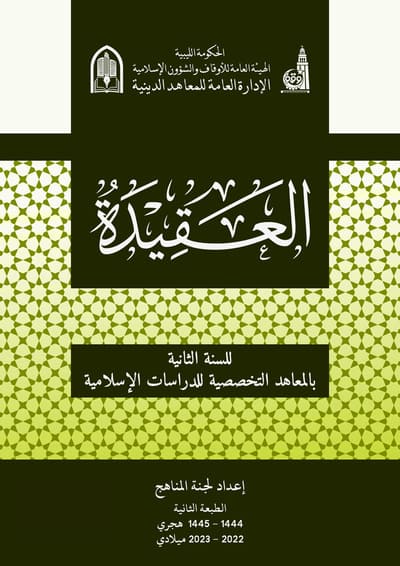 الحكومة الليبية
الهيئة العامة للأوقاف والشؤون الإسلامية
الإدارة العامة للمعاهد الدينية
العقيدة
للسنة الثانية
بالمعاهد التخصصية للدراسات الإسلامية
إعداد لجنة المناهج
الطبعة الثانية
1444 - 1445 هجري
2022 - 2023 ميلادي